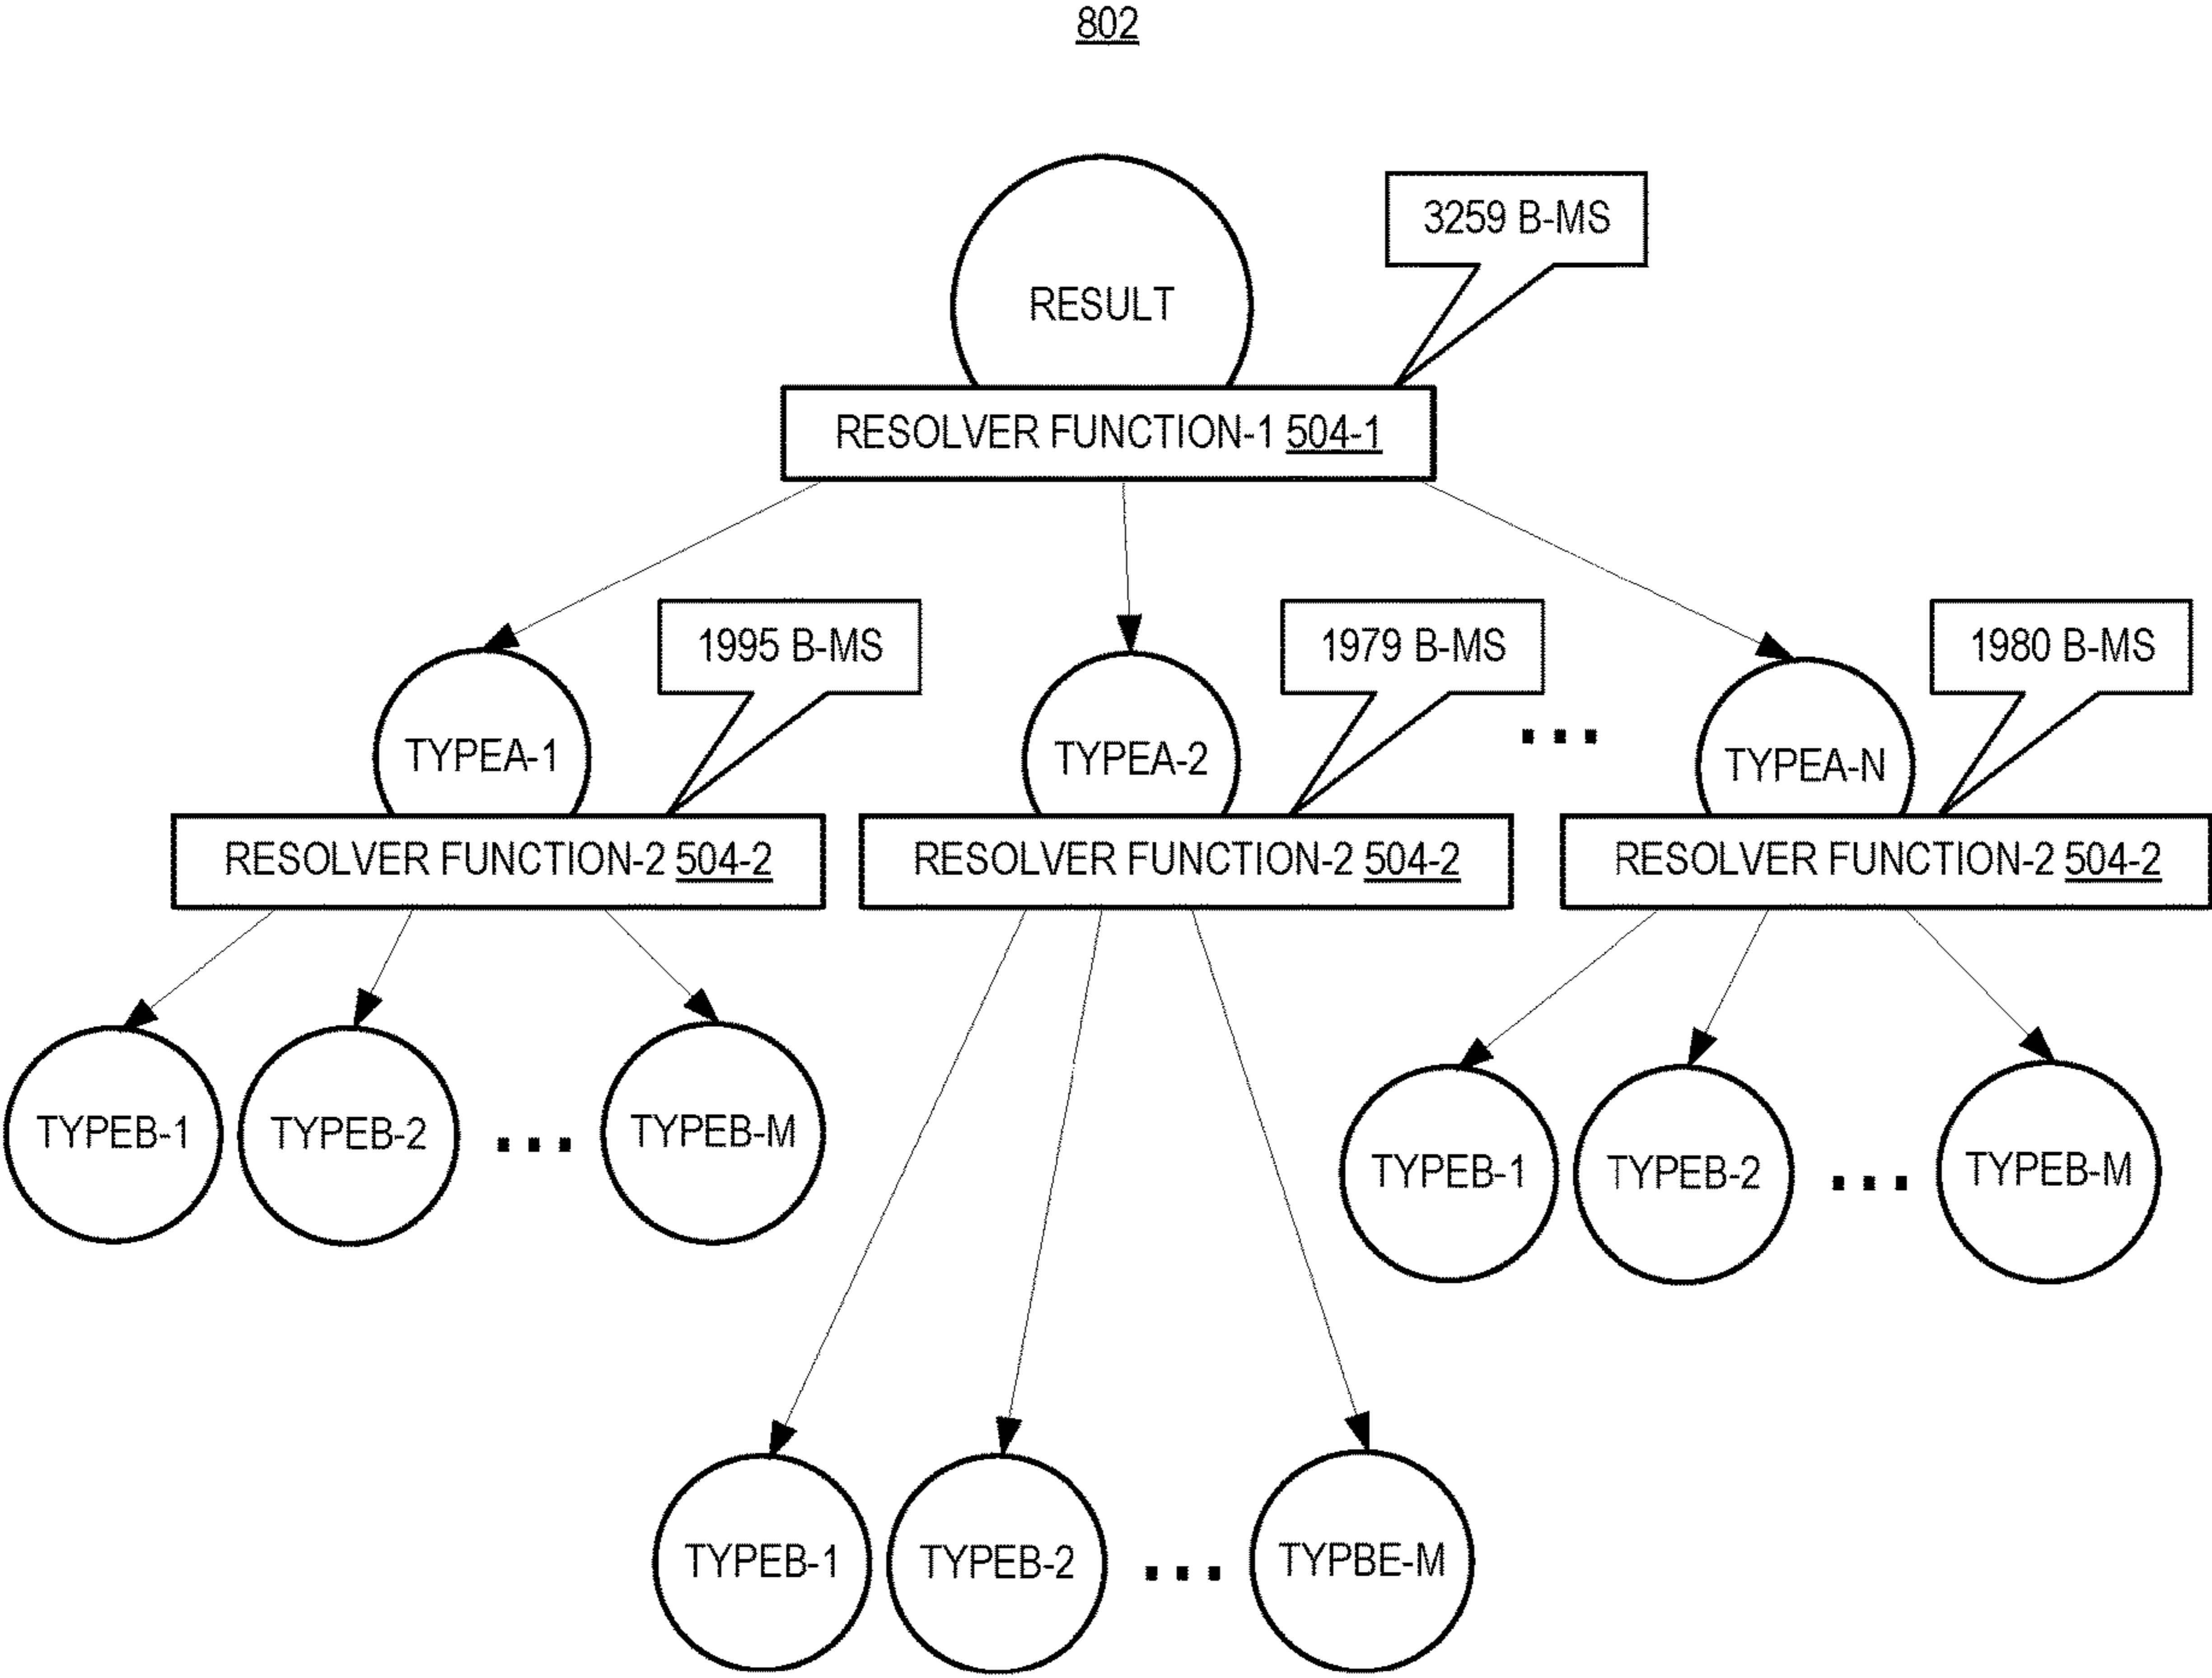 802
3259 B-MS
RESULT
RESOLVER FUNCTION-1 504-1
1995 B-MS
1979 B-MS
1980 B-MS
TYPEA-1
TYPEA-2
...
TYPEA-N
RESOLVER FUNCTION-2 504-2
RESOLVER FUNCTION-2 504-2
RESOLVER FUNCTION-2 504-2
TYPEB-1
TYPEB-2
...
TYPEB-M
TYPEB-1
TYPEB-2
...
TYPEB-M
TYPEB-1
TYPEB-2
...
TYPBE-M